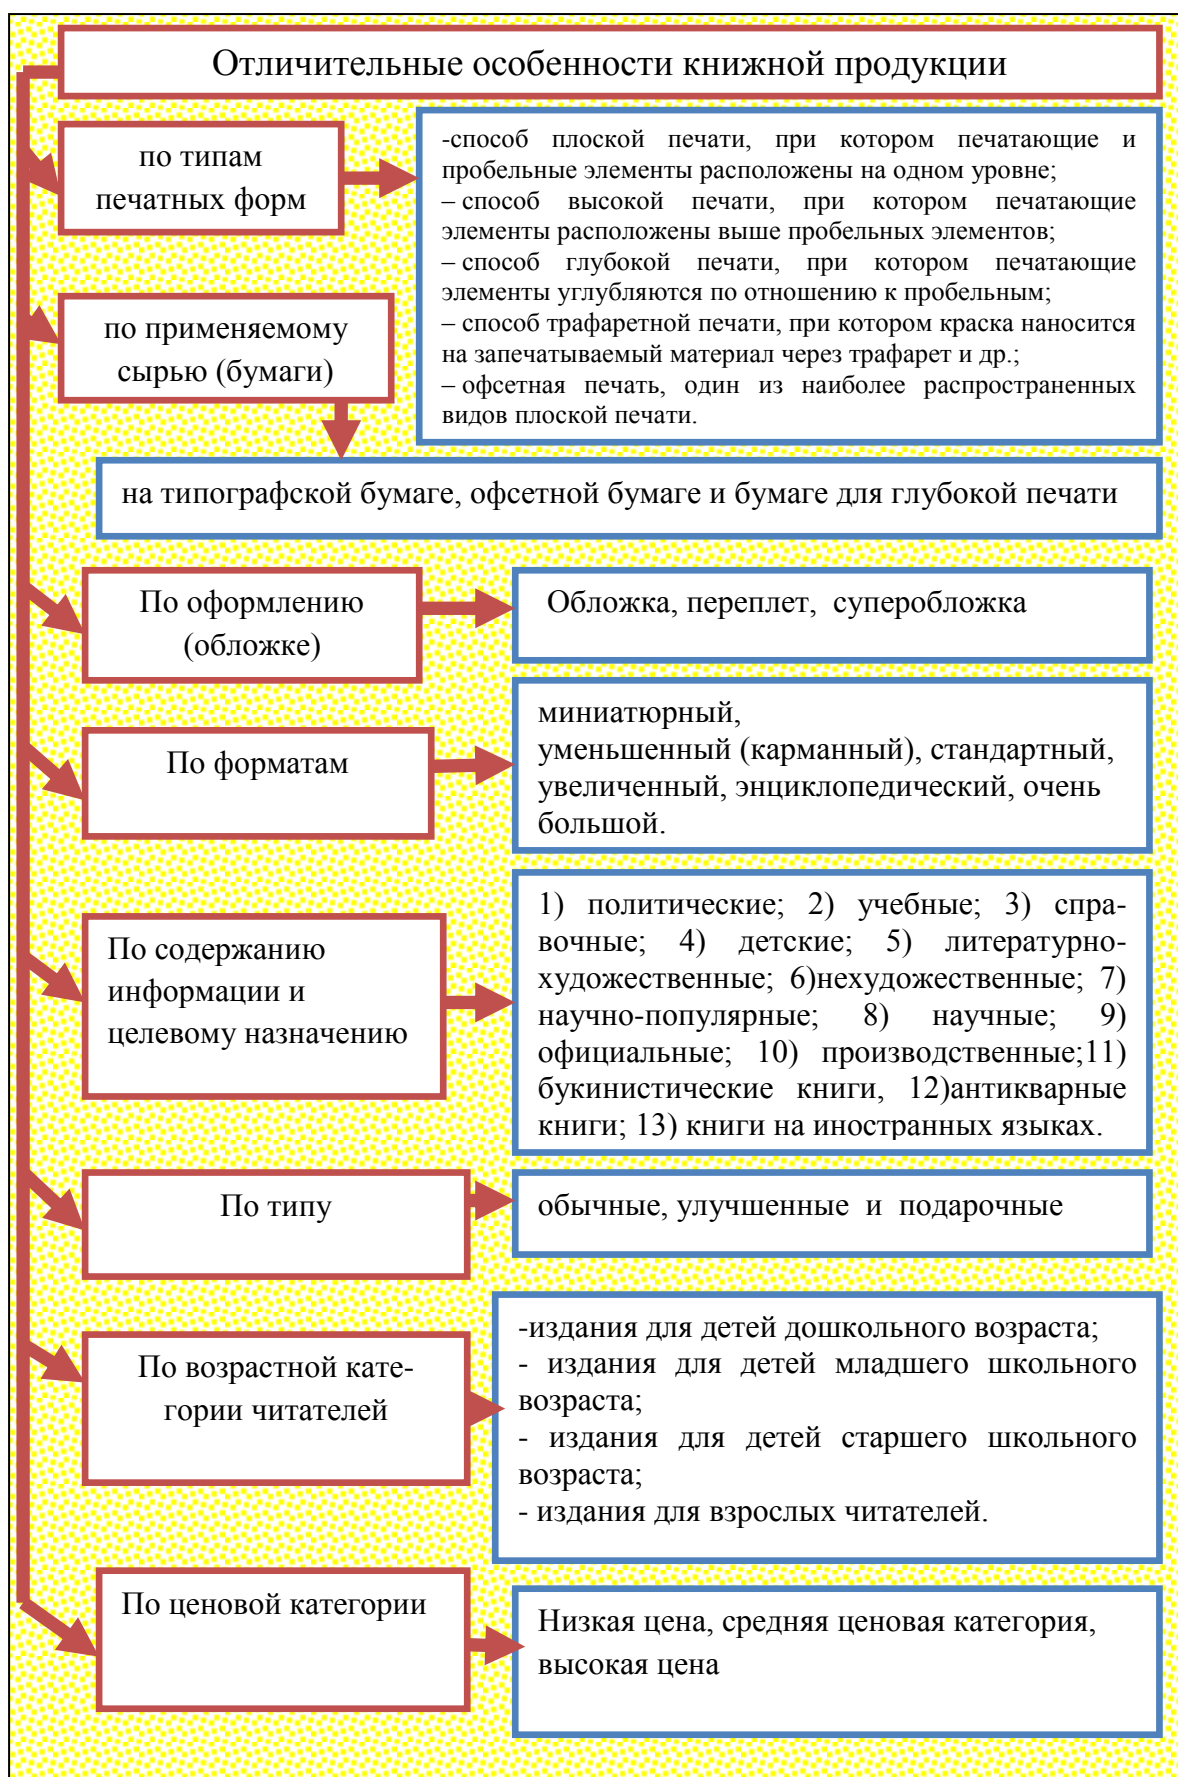 Отличительные особенности книжной продукции
по типам
печатных форм
-способ плоской печати, при котором печатающие и
пробельные элементы расположены на одном уровне;
– способ высокой печати, при котором печатающие
элементы расположены выше пробельных элементов;
– способ глубокой печати, при котором печатающие
элементы углубляются по отношению к пробельным;
– способ трафаретной печати, при котором краска наносится
на запечатываемый материал через трафарет и др.;
– офсетная печать, один из наиболее распространенных
видов плоской печати.
по применяемому
сырью (бумаги)
на типографской бумаге, офсетной бумаге и бумаге для глубокой печати
По оформлению
(обложке)
Обложка, переплет, суперобложка
По форматам
миниатюрный,
уменьшенный (карманный), стандартный,
увеличенный, энциклопедический, очень
большой.
По содержанию
информации и
целевому назначению
1) политические; 2) учебные; 3) спра-
вочные; 4) детские; 5) литературно-
художественные; 6)нехудожественные; 7)
научно-популярные; 8) научные; 9)
официальные; 10) производственные;11)
букинистические книги, 12)антикварные
книги; 13) книги на иностранных языках.
По типу
обычные, улучшенные и подарочные
По возрастной кате-
гории читателей
-издания для детей дошкольного возраста;
- издания для детей младшего школьного
возраста;
- издания для детей старшего школьного
возраста;
- издания для взрослых читателей.
По ценовой категории
Низкая цена, средняя ценовая категория,
высокая цена